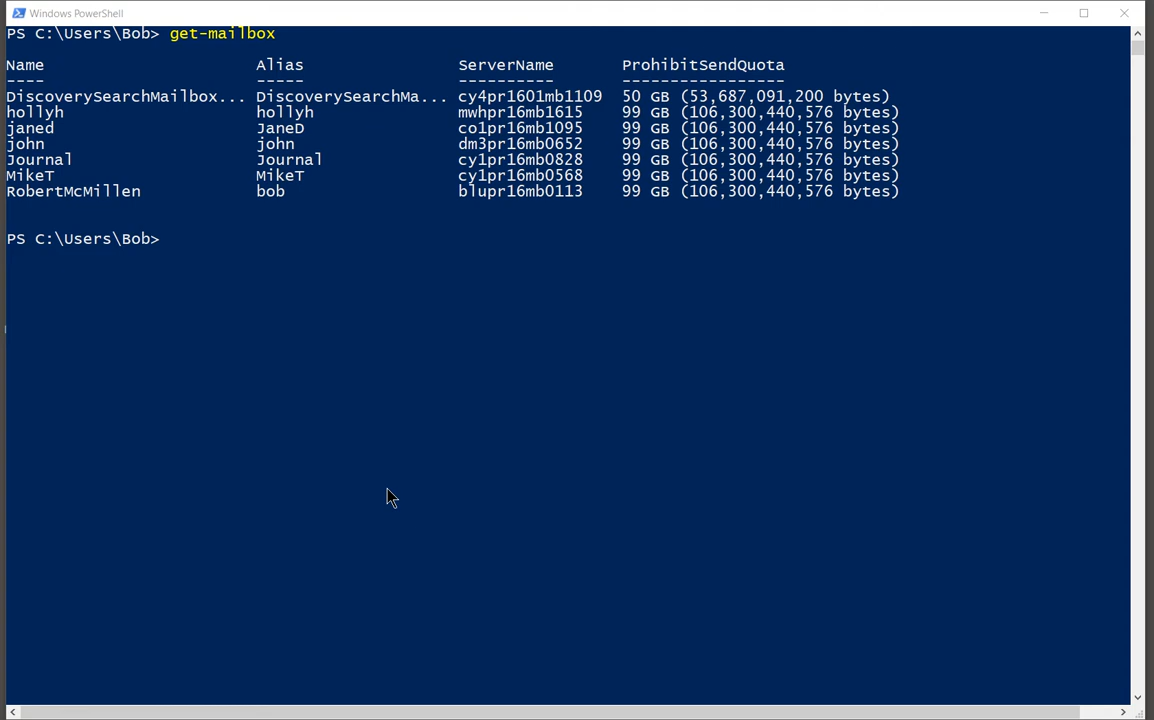 Windows PowerShell
PS C:\Users\Bob> get-mailbox
Name Alias ServerName ProhibitSendQuota
---- ----- ---------- -----------------
DiscoverySearchMailbox... DiscoverySearchMa... cy4pr1601mb1109 50 GB (53,687,091,200 bytes)
hollyh hollyh mwhpr16mb1615 99 GB (106,300,440,576 bytes)
janed JaneD co1pr16mb1095 99 GB (106,300,440,576 bytes)
john john dm3pr16mb0652 99 GB (106,300,440,576 bytes)
Journal Journal cy1pr16mb0828 99 GB (106,300,440,576 bytes)
MikeT MikeT cy1pr16mb0568 99 GB (106,300,440,576 bytes)
RobertMcMillen bob blupr16mb0113 99 GB (106,300,440,576 bytes)
PS C:\Users\Bob>